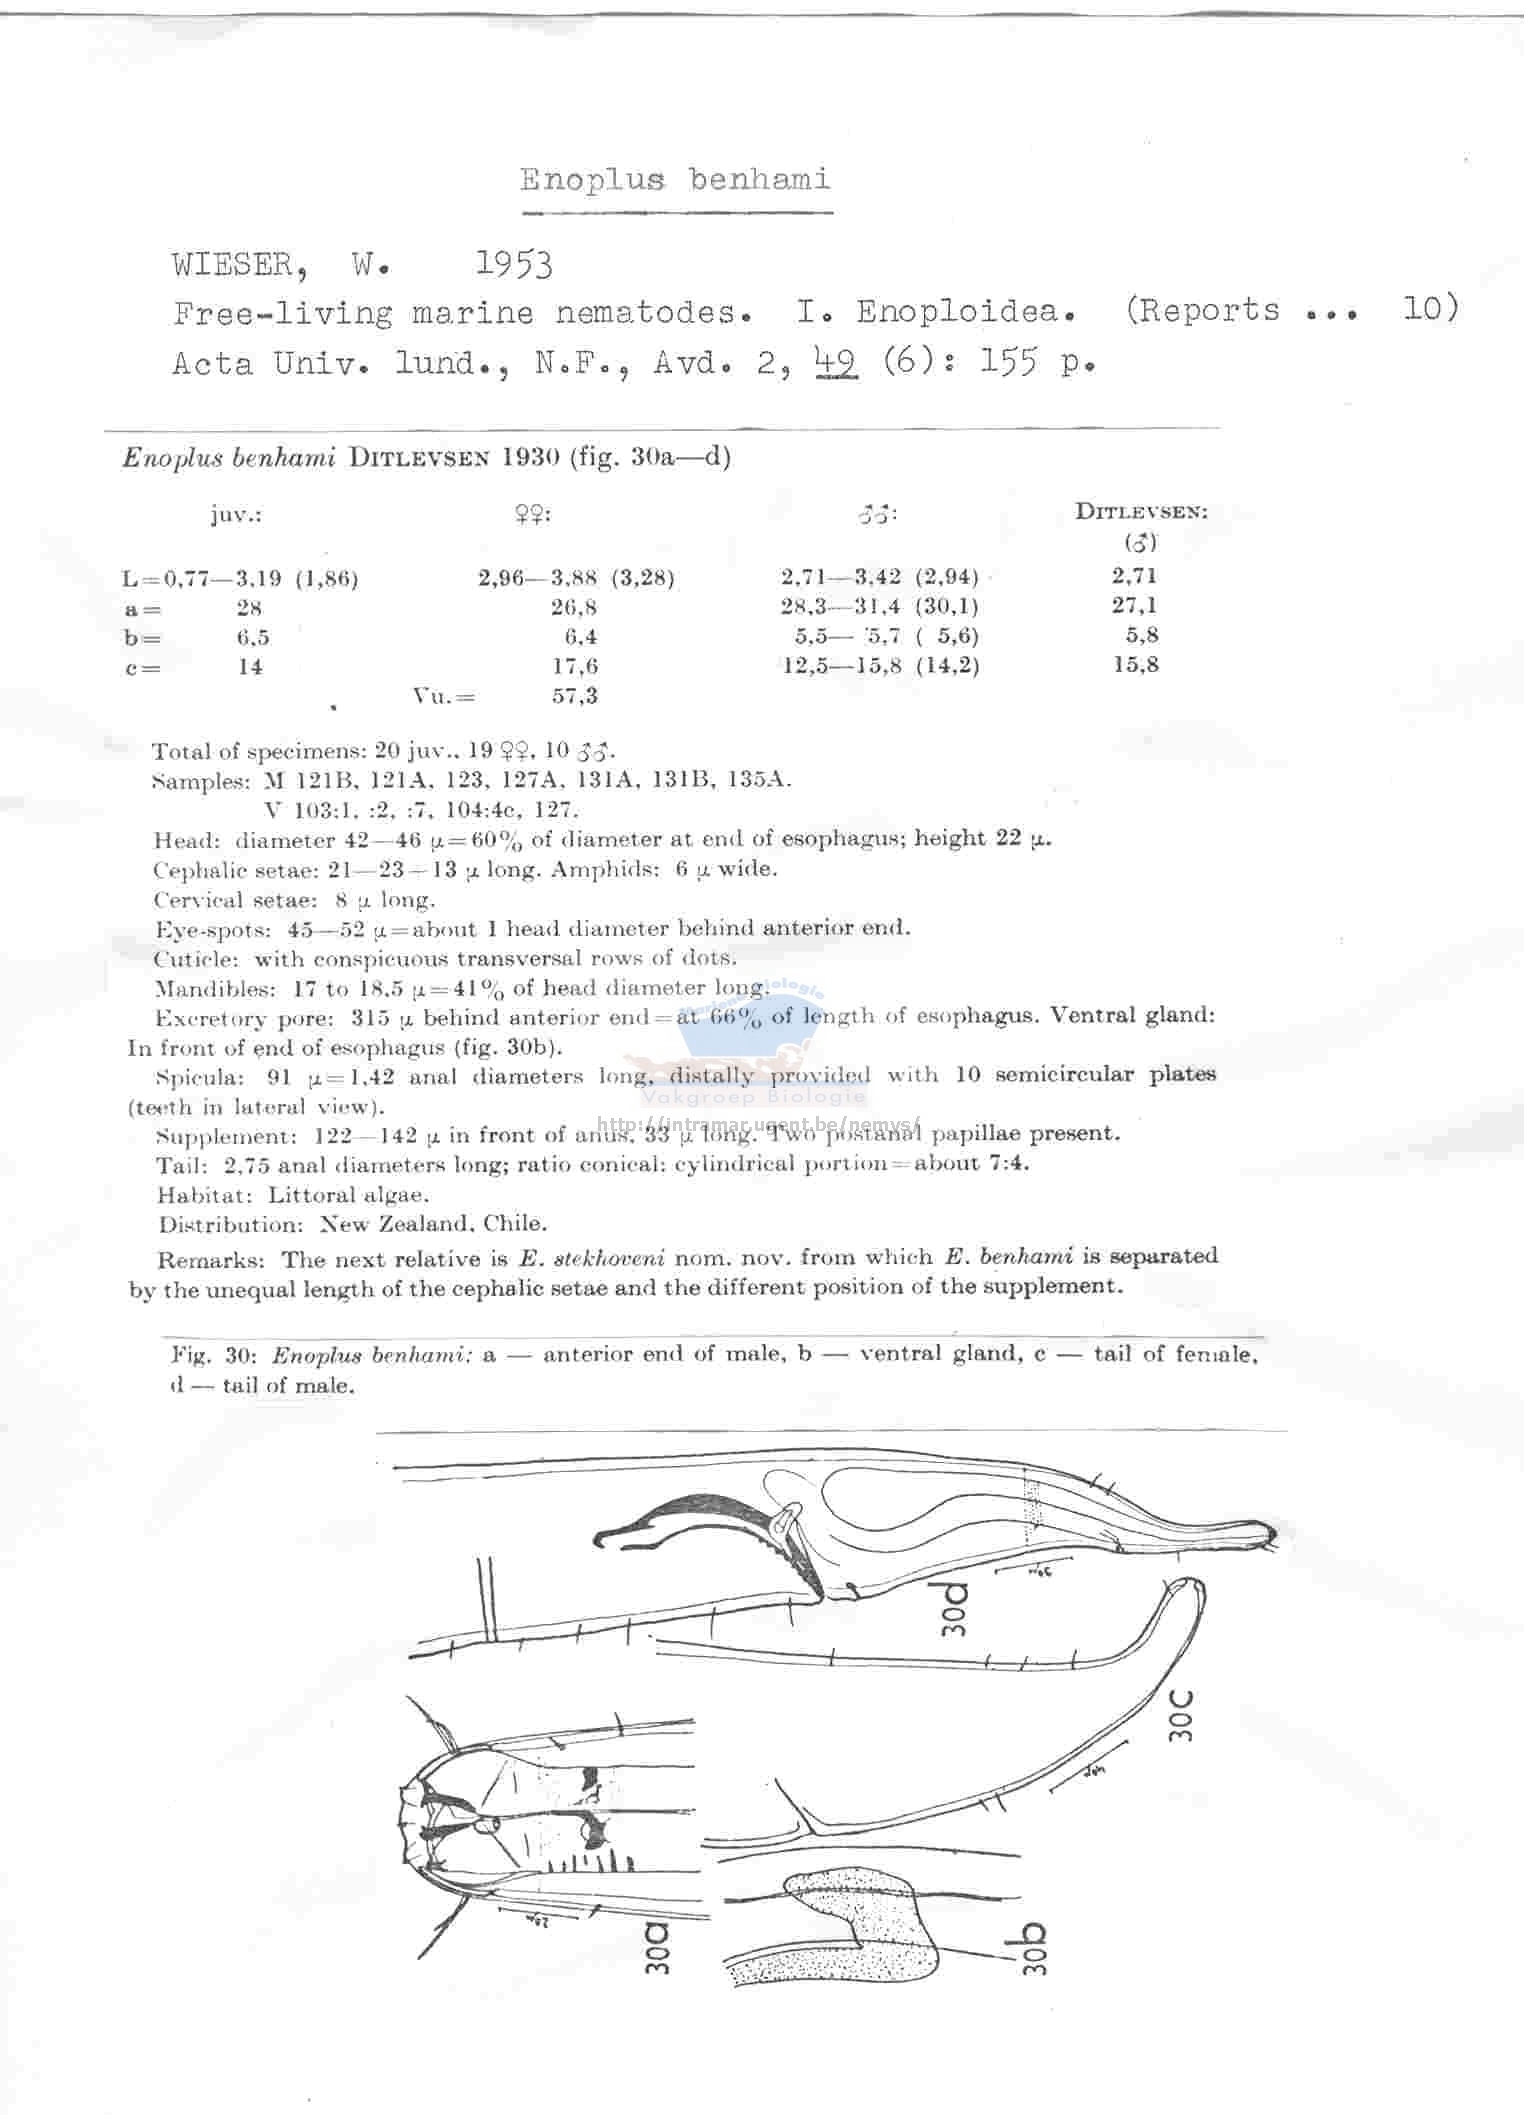 Enoplus benhami
WIESER, W. 1953
Free-living marine nematodes. I. Enoploidea. (Reports ... 10)
Acta Univ. lund., N.F., Avd. 2, 49 (6): 155 p.
Enoplus benhami DITLEVSEN 1930 (fig. 30a—d)
juv.: ♀♀: ♂♂: DITLEVSEN:
(♂)
L=0,77—3,19 (1,86) 2,96—3,88 (3,28) 2,71—3,42 (2,94) 2,71
a= 28 26,8 28,3—31,4 (30,1) 27,1
b= 6,5 6,4 5,5— 5,7 ( 5,6) 5,8
c= 14 17,6 12,5—15,8 (14,2) 15,8
Vu.= 57,3
Total of specimens: 20 juv., 19 ♀♀, 10 ♂♂.
Samples: M 121B, 121A, 123, 127A, 131A, 131B, 135A.
V 103:1, :2, :7, 104:4c, 127.
Head: diameter 42—46 μ=60% of diameter at end of esophagus; height 22 μ.
Cephalic setae: 21—23—13 μ long. Amphids: 6 μ wide.
Cervical setae: 8 μ long.
Eye-spots: 45—52 μ=about 1 head diameter behind anterior end.
Cuticle: with conspicuous transversal rows of dots.
Mandibles: 17 to 18,5 μ=41% of head diameter long.
Mariene Biologie
Excretory pore: 315 μ behind anterior end=at 66% of length of esophagus. Ventral gland:
In front of end of esophagus (fig. 30b).
Spicula: 91 μ=1,42 anal diameters long, distally provided with 10 semicircular plates
Vakgroep Biologie
(teeth in lateral view).
http://intramar.ugent.be/nemys/
Supplement: 122—142 μ in front of anus, 33 μ long. Two postanal papillae present.
Tail: 2,75 anal diameters long; ratio conical: cylindrical portion=about 7:4.
Habitat: Littoral algae.
Distribution: New Zealand, Chile.
Remarks: The next relative is E. stekhoveni nom. nov. from which E. benhami is separated
by the unequal length of the cephalic setae and the different position of the supplement.
Fig. 30: Enoplus benhami: a — anterior end of male, b — ventral gland, c — tail of female,
d — tail of male.
30d
30c
30a
30b